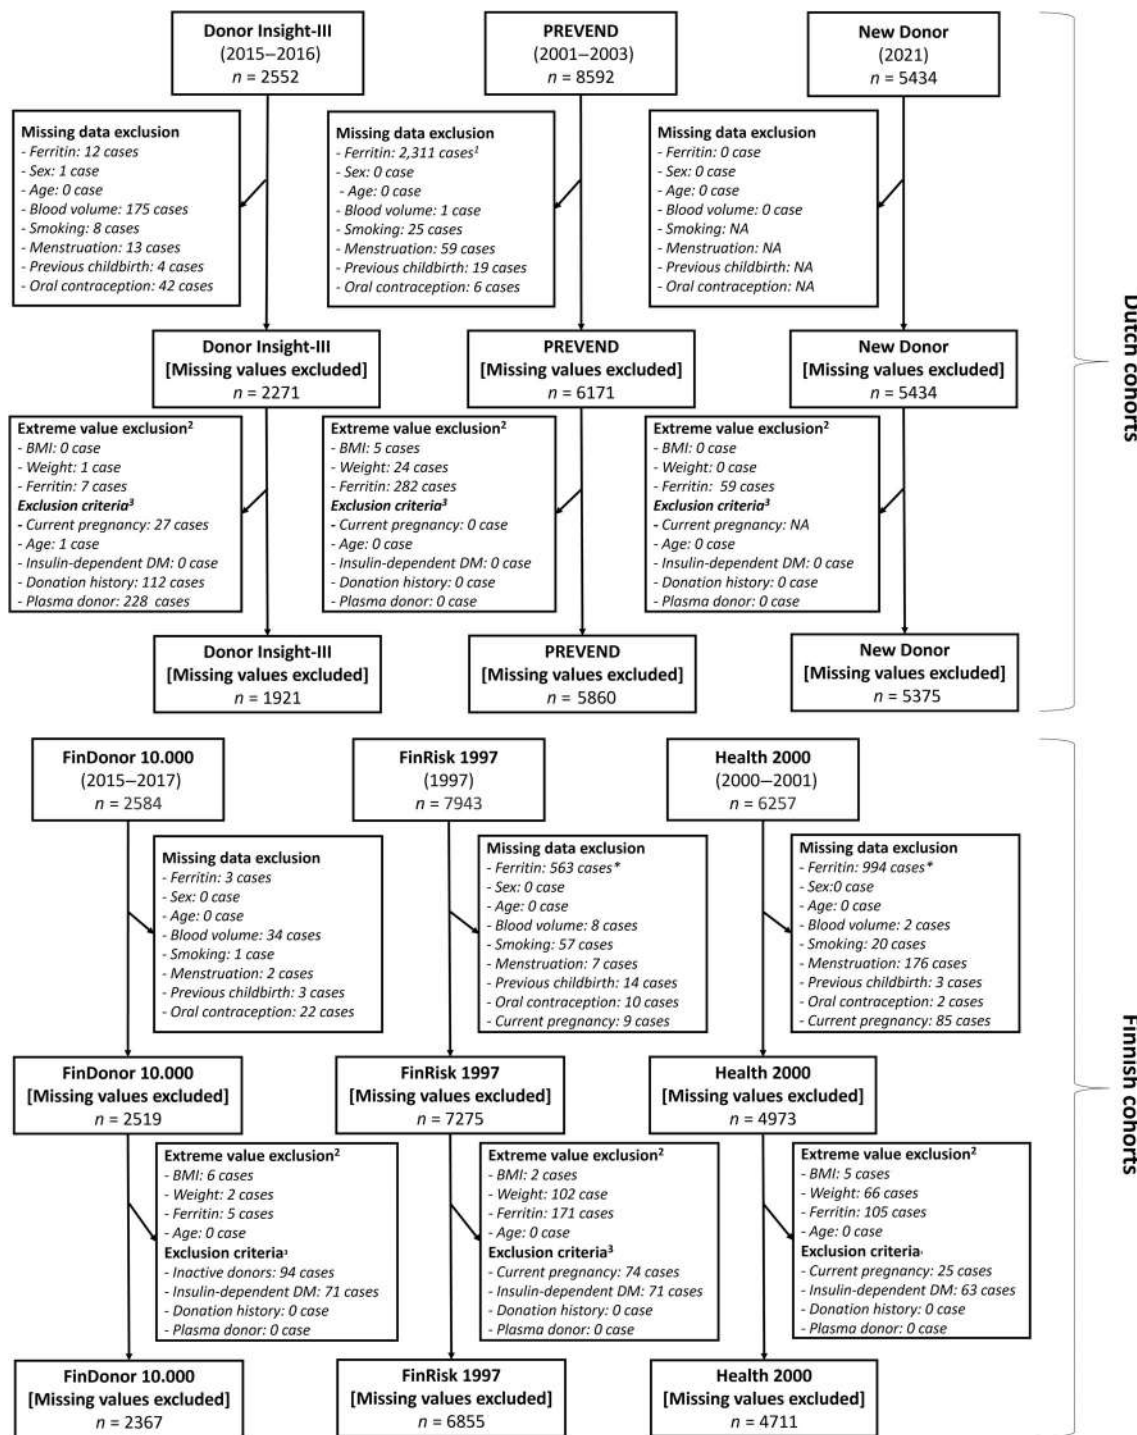 Donor Insight-III
(2015–2016)
n = 2552
PREVEND
(2001–2003)
n = 8592
New Donor
(2021)
n = 5434
Missing data exclusion
- Ferritin: 12 cases
- Sex: 1 case
- Age: 0 case
- Blood volume: 175 cases
- Smoking: 8 cases
- Menstruation: 13 cases
- Previous childbirth: 4 cases
- Oral contraception: 42 cases
Missing data exclusion
- Ferritin: 2,311 cases¹
- Sex: 0 case
- Age: 0 case
- Blood volume: 1 case
- Smoking: 25 cases
- Menstruation: 59 cases
- Previous childbirth: 19 cases
- Oral contraception: 6 cases
Missing data exclusion
- Ferritin: 0 case
- Sex: 0 case
- Age: 0 case
- Blood volume: 0 case
- Smoking: NA
- Menstruation: NA
- Previous childbirth: NA
- Oral contraception: NA
Donor Insight-III
[Missing values excluded]
n = 2271
PREVEND
[Missing values excluded]
n = 6171
New Donor
[Missing values excluded]
n = 5434
Extreme value exclusion²
- BMI: 0 case
- Weight: 1 case
- Ferritin: 7 cases
Exclusion criteria³
- Current pregnancy: 27 cases
- Age: 1 case
- Insulin-dependent DM: 0 case
- Donation history: 112 cases
- Plasma donor: 228 cases
Extreme value exclusion²
- BMI: 5 cases
- Weight: 24 cases
- Ferritin: 282 cases
Exclusion criteria³
- Current pregnancy: 0 case
- Age: 0 case
- Insulin-dependent DM: 0 case
- Donation history: 0 case
- Plasma donor: 0 case
Extreme value exclusion²
- BMI: 0 case
- Weight: 0 case
- Ferritin: 59 cases
Exclusion criteria³
- Current pregnancy: NA
- Age: 0 case
- Insulin-dependent DM: 0 case
- Donation history: 0 case
- Plasma donor: 0 case
Donor Insight-III
[Missing values excluded]
n = 1921
PREVEND
[Missing values excluded]
n = 5860
New Donor
[Missing values excluded]
n = 5375
Dutch cohorts
FinDonor 10.000
(2015–2017)
n = 2584
FinRisk 1997
(1997)
n = 7943
Health 2000
(2000–2001)
n = 6257
Missing data exclusion
- Ferritin: 3 cases
- Sex: 0 case
- Age: 0 case
- Blood volume: 34 cases
- Smoking: 1 case
- Menstruation: 2 cases
- Previous childbirth: 3 cases
- Oral contraception: 22 cases
Missing data exclusion
- Ferritin: 563 cases*
- Sex: 0 case
- Age: 0 case
- Blood volume: 8 cases
- Smoking: 57 cases
- Menstruation: 7 cases
- Previous childbirth: 14 cases
- Oral contraception: 10 cases
- Current pregnancy: 9 cases
Missing data exclusion
- Ferritin: 994 cases*
- Sex:0 case
- Age: 0 case
- Blood volume: 2 cases
- Smoking: 20 cases
- Menstruation: 176 cases
- Previous childbirth: 3 cases
- Oral contraception: 2 cases
- Current pregnancy: 85 cases
FinDonor 10.000
[Missing values excluded]
n = 2519
FinRisk 1997
[Missing values excluded]
n = 7275
Health 2000
[Missing values excluded]
n = 4973
Extreme value exclusion²
- BMI: 6 cases
- Weight: 2 cases
- Ferritin: 5 cases
- Age: 0 case
Exclusion criteria³
- Inactive donors: 94 cases
- Insulin-dependent DM: 71 cases
- Donation history: 0 case
- Plasma donor: 0 case
Extreme value exclusion²
- BMI: 2 cases
- Weight: 102 case
- Ferritin: 171 cases
- Age: 0 case
Exclusion criteria³
- Current pregnancy: 74 cases
- Insulin-dependent DM: 71 cases
- Donation history: 0 case
- Plasma donor: 0 case
Extreme value exclusion²
- BMI: 5 cases
- Weight: 66 cases
- Ferritin: 105 cases
- Age: 0 case
Exclusion criteria
- Current pregnancy: 25 cases
- Insulin-dependent DM: 63 cases
- Donation history: 0 case
- Plasma donor: 0 case
FinDonor 10.000
[Missing values excluded]
n = 2367
FinRisk 1997
[Missing values excluded]
n = 6855
Health 2000
[Missing values excluded]
n = 4711
Finnish cohorts